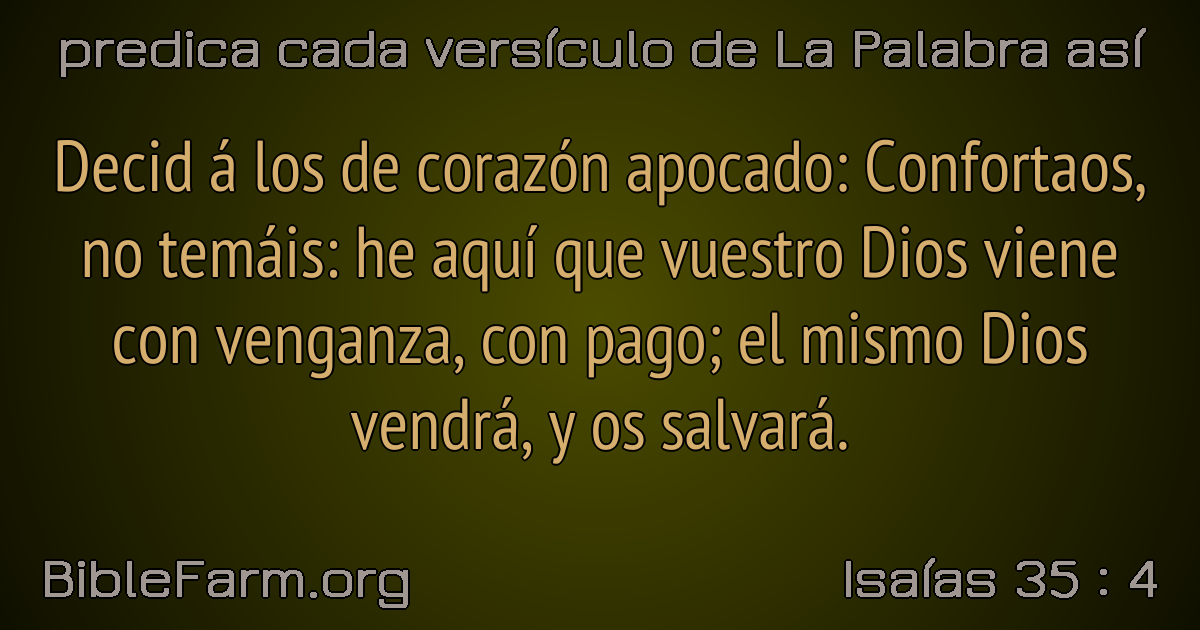 predica cada versículo de La Palabra así
Decid á los de corazón apocado: Confortaos,
no temáis: he aquí que vuestro Dios viene
con venganza, con pago; el mismo Dios
vendrá, y os salvará.
BibleFarm.org
Isaías 35 : 4